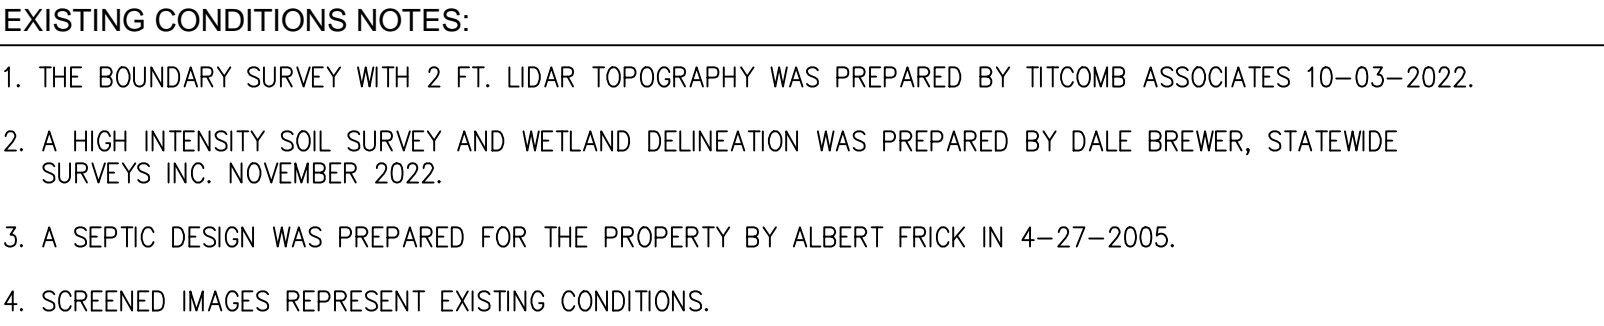 EXISTING CONDITIONS NOTES:
1. THE BOUNDARY SURVEY WITH 2 FT. LIDAR TOPOGRAPHY WAS PREPARED BY TITCOMB ASSOCIATES 10-03-2022.
2. A HIGH INTENSITY SOIL SURVEY AND WETLAND DELINEATION WAS PREPARED BY DALE BREWER, STATEWIDE
SURVEYS INC. NOVEMBER 2022.
3. A SEPTIC DESIGN WAS PREPARED FOR THE PROPERTY BY ALBERT FRICK IN 4-27-2005.
4. SCREENED IMAGES REPRESENT EXISTING CONDITIONS.